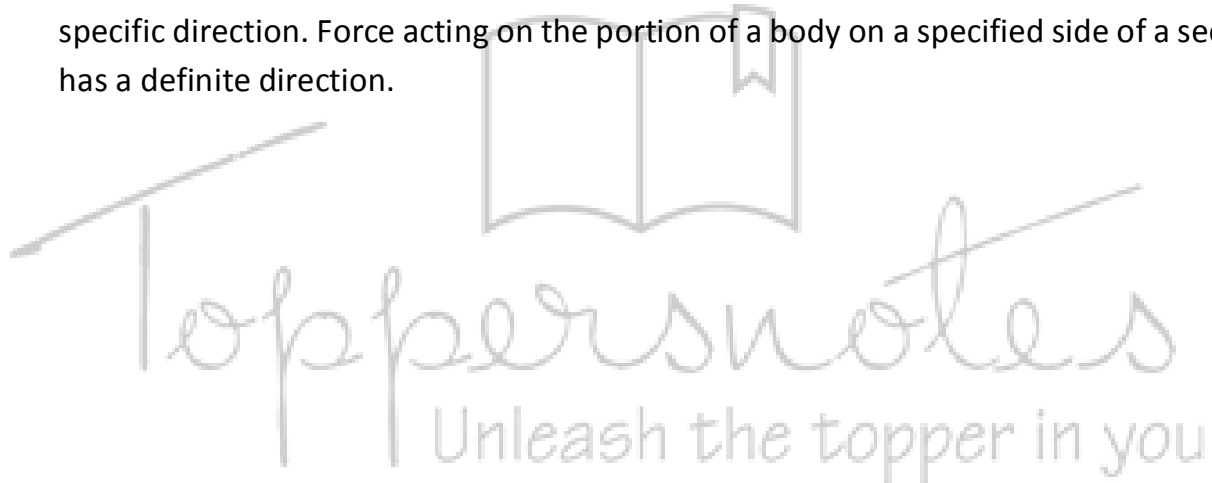 specific direction. Force acting on the portion of a body on a specified side of a
has a definite direction.
Toppersnotes
Unleash the topper in you